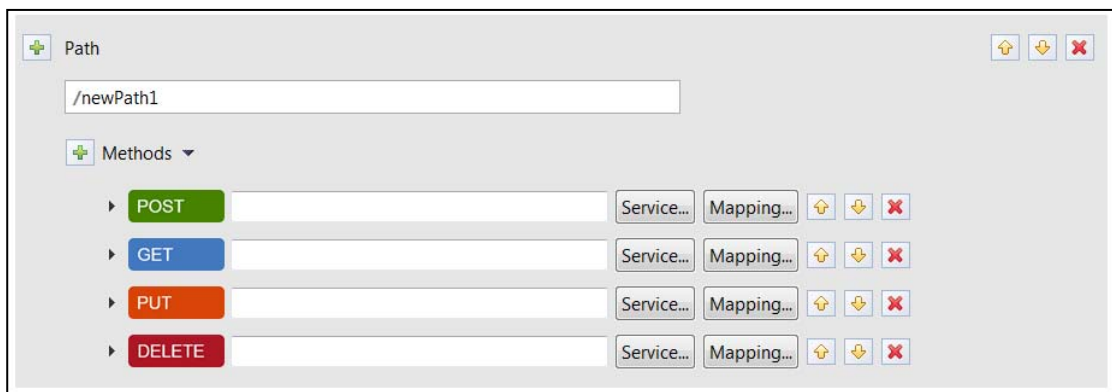 Path
/newPath1
Methods
POST Service... Mapping...
GET Service... Mapping...
PUT Service... Mapping...
DELETE Service... Mapping...